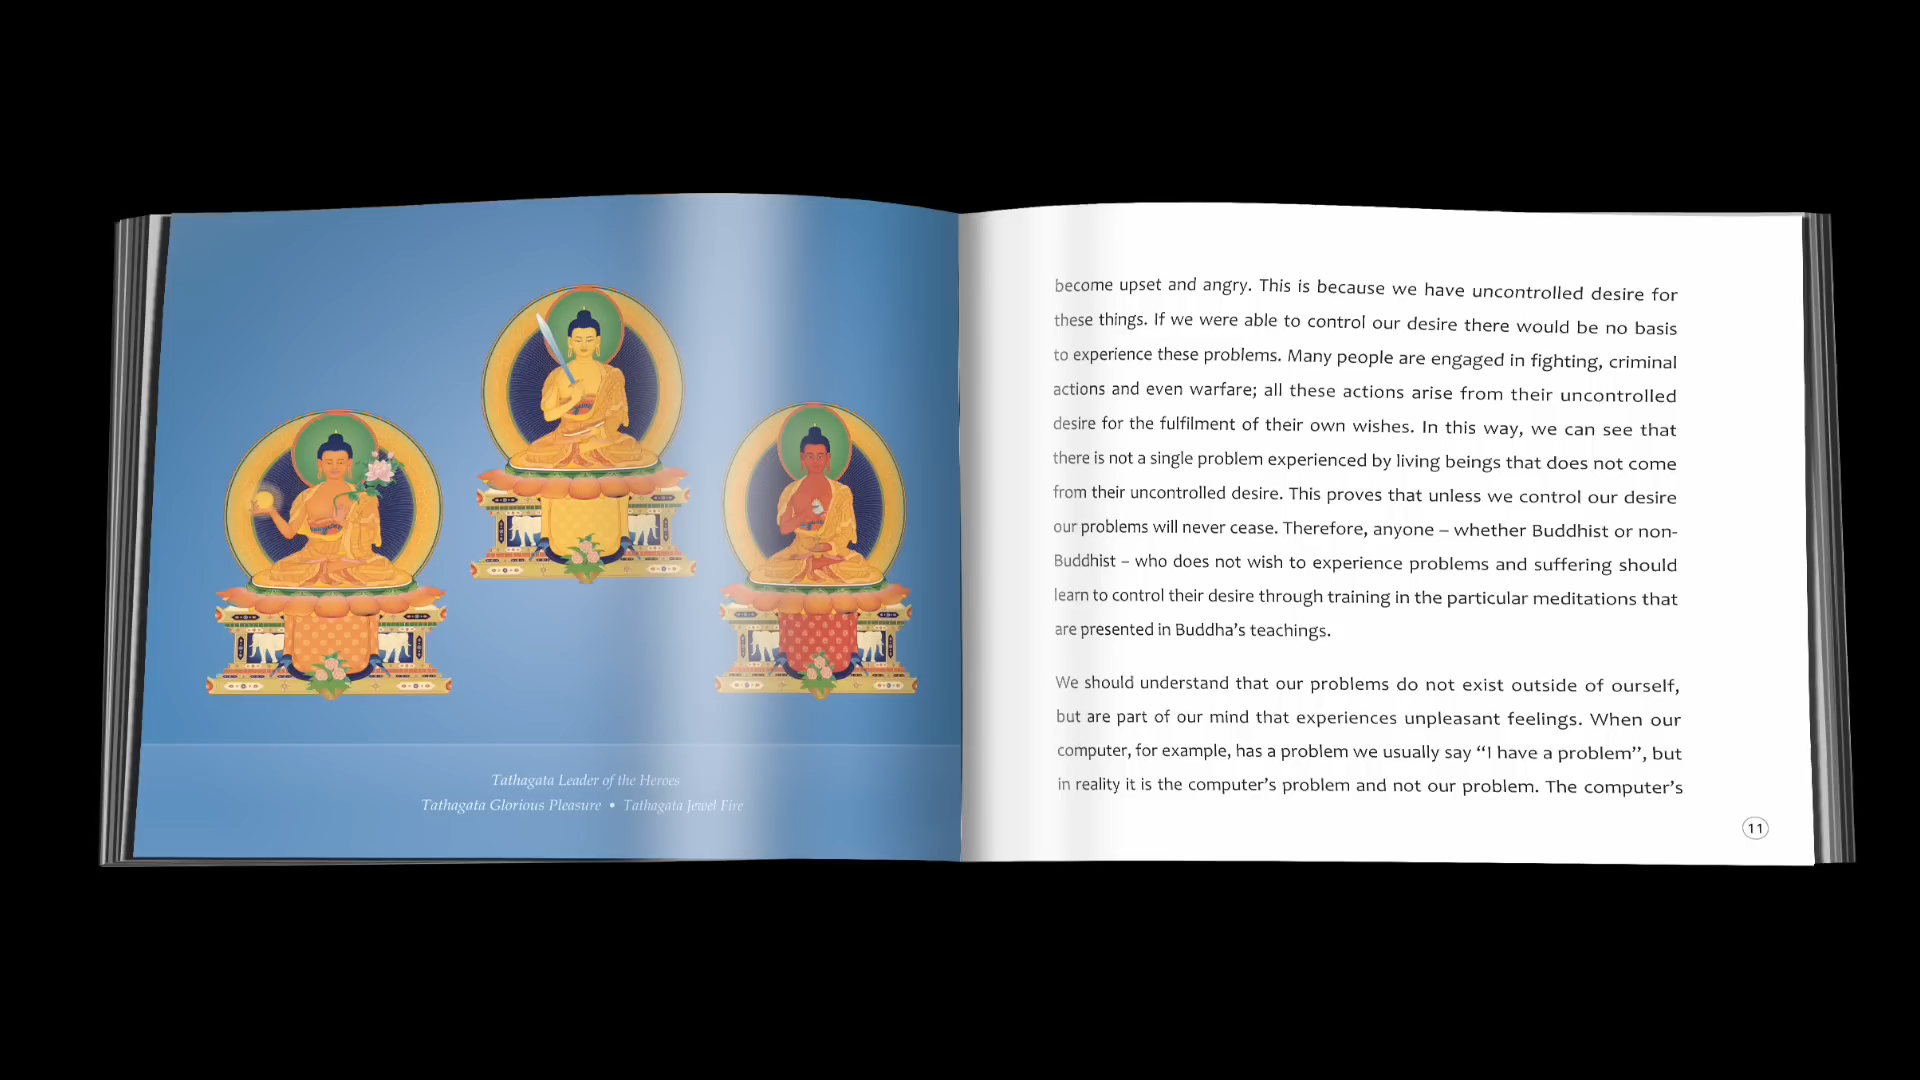 Tathagata Leader of the Heroes
Tathagata Glorious Pleasure • Tathagata Jewel Fire
become upset and angry. This is because we have uncontrolled desire for
these things. If we were able to control our desire there would be no basis
to experience these problems. Many people are engaged in fighting, criminal
actions and even warfare; all these actions arise from their uncontrolled
desire for the fulfilment of their own wishes. In this way, we can see that
there is not a single problem experienced by living beings that does not come
from their uncontrolled desire. This proves that unless we control our desire
our problems will never cease. Therefore, anyone – whether Buddhist or non-
Buddhist – who does not wish to experience problems and suffering should
learn to control their desire through training in the particular meditations that
are presented in Buddha’s teachings.
We should understand that our problems do not exist outside of ourself,
but are part of our mind that experiences unpleasant feelings. When our
computer, for example, has a problem we usually say “I have a problem”, but
in reality it is the computer’s problem and not our problem. The computer’s
11